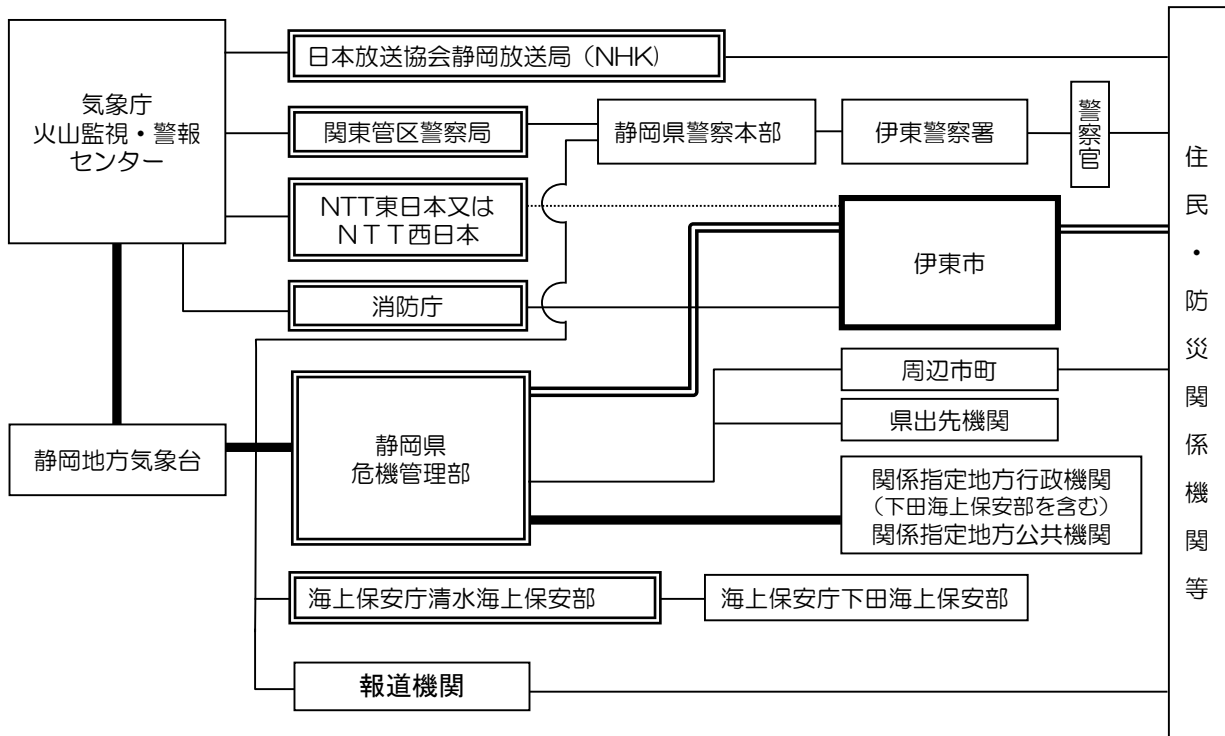 気象庁
火山監視・警報
センター
日本放送協会静岡放送局（NHK)
関東管区警察局
静岡県警察本部
伊東警察署
警察官
NTT東日本又は
ＮＴＴ西日本
伊東市
消防庁
周辺市町
県出先機関
静岡地方気象台
静岡県
危機管理部
関係指定地方行政機関
（下田海上保安部を含む）
関係指定地方公共機関
海上保安庁清水海上保安部
海上保安庁下田海上保安部
報道機関
住民・防災関係機関等